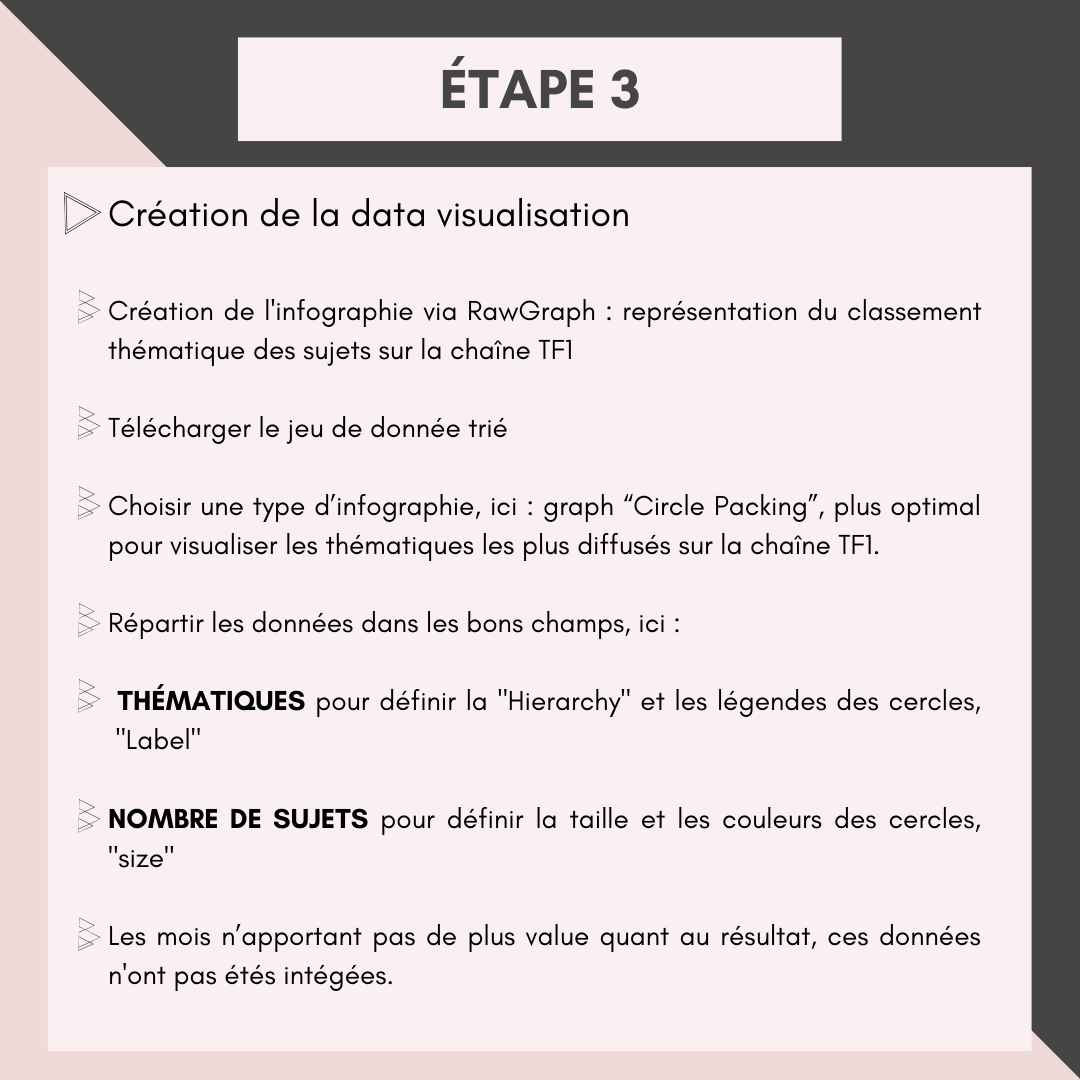 ÉTAPE 3
Création de la data visualisation
Création de l'infographie via RawGraph : représentation du classement
thématique des sujets sur la chaîne TF1
Télécharger le jeu de donnée trié
Choisir une type d’infographie, ici : graph “Circle Packing”, plus optimal
pour visualiser les thématiques les plus diffusés sur la chaîne TF1.
Répartir les données dans les bons champs, ici :
THÉMATIQUES pour définir la "Hierarchy" et les légendes des cercles,
"Label"
NOMBRE DE SUJETS pour définir la taille et les couleurs des cercles,
"size"
Les mois n’apportant pas de plus value quant au résultat, ces données
n'ont pas étés intégées.